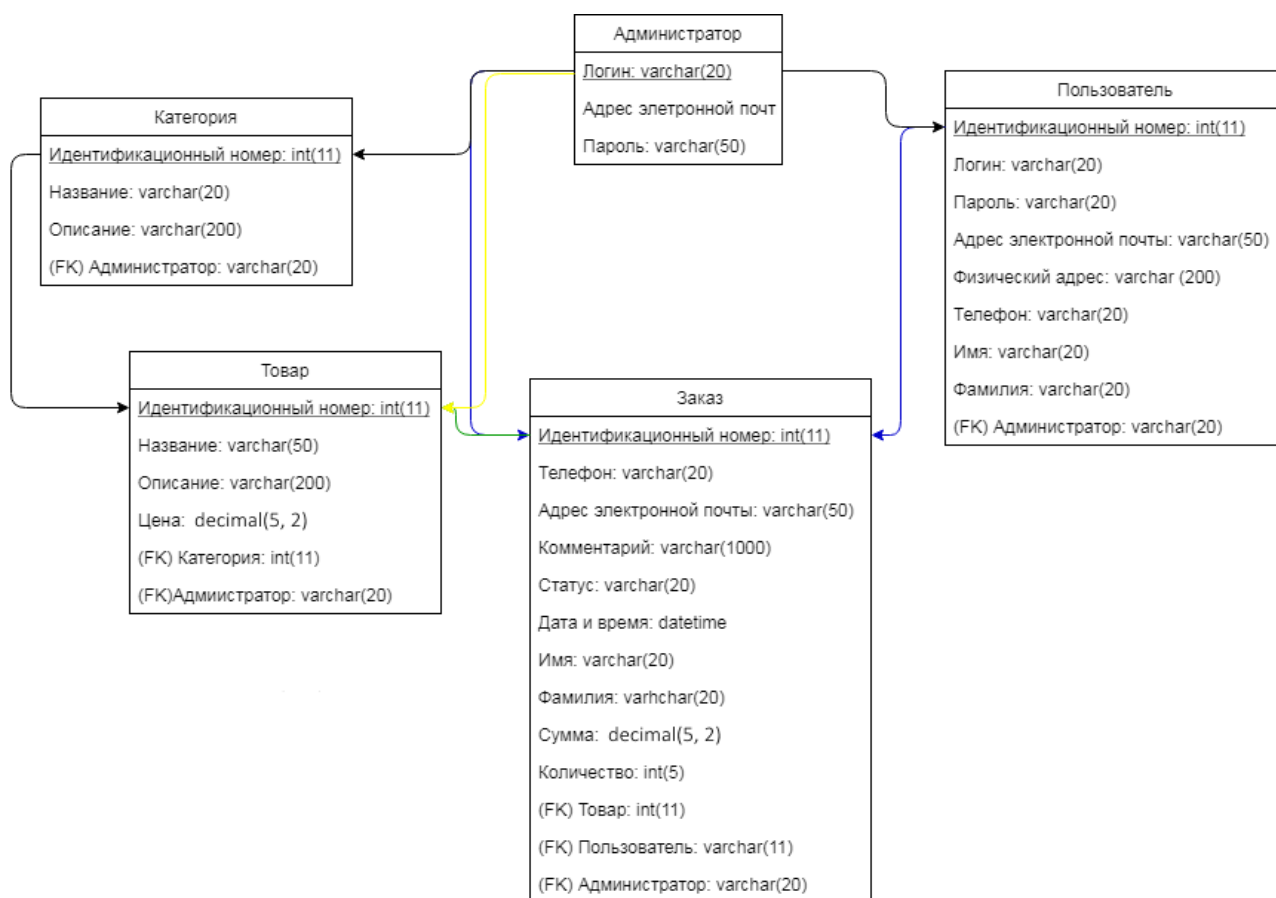 Администратор
Логин: varchar(20)
Адрес элетронной почт
Пароль: varchar(50)
Категория
Идентификационный номер: int(11)
Название: varchar(20)
Описание: varchar(200)
(FK) Администратор: varchar(20)
Пользователь
Идентификационный номер: int(11)
Логин: varchar(20)
Пароль: varchar(20)
Адрес электронной почты: varchar(50)
Физический адрес: varchar (200)
Телефон: varchar(20)
Имя: varchar(20)
Фамилия: varchar(20)
(FK) Администратор: varchar(20)
Товар
Идентификационный номер: int(11)
Название: varchar(50)
Описание: varchar(200)
Цена: decimal(5, 2)
(FK) Категория: int(11)
(FK)Адмиистратор: varchar(20)
Заказ
Идентификационный номер: int(11)
Телефон: varchar(20)
Адрес электронной почты: varchar(50)
Комментарий: varchar(1000)
Статус: varchar(20)
Дата и время: datetime
Имя: varchar(20)
Фамилия: varhchar(20)
Сумма: decimal(5, 2)
Количество: int(5)
(FK) Товар: int(11)
(FK) Пользователь: varchar(11)
(FK) Администратор: varchar(20)